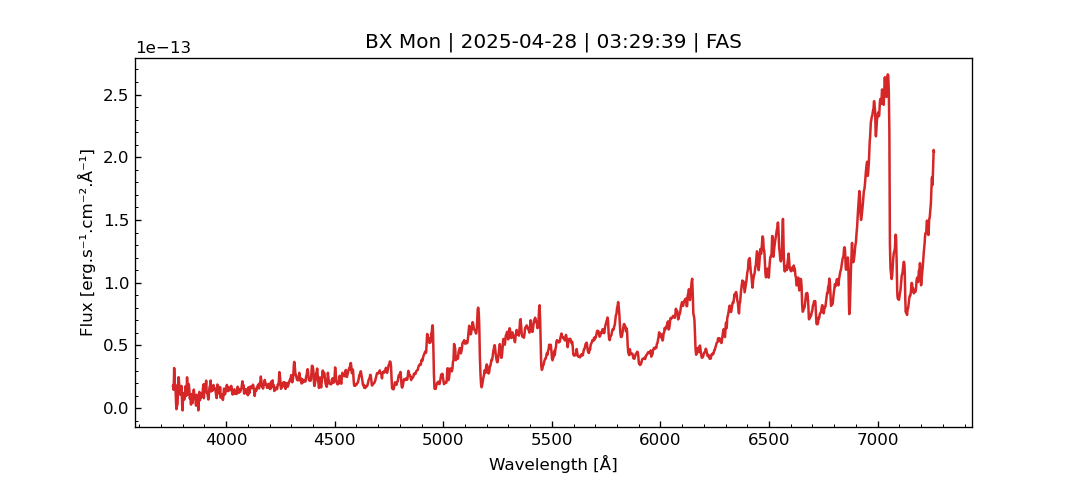 BX Mon | 2025-04-28 | 03:29:39 | FAS
1e−13
2.5
2.0
1.5
1.0
0.5
0.0
Flux [erg.s⁻¹.cm⁻².Å⁻¹]
4000 4500 5000 5500 6000 6500 7000
Wavelength [Å]